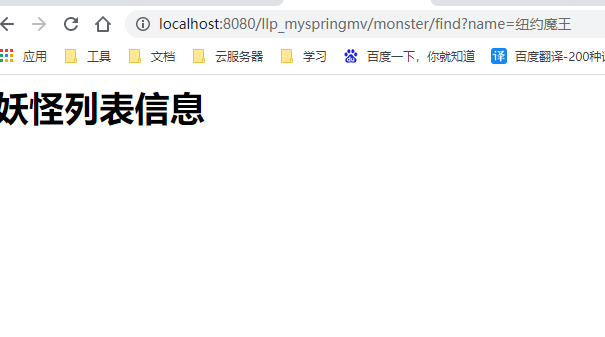 localhost:8080/llp_myspringmv/monster/find?name=纽约魔王
应用 工具 文档 云服务器 学习 百度一下，你就知道 译 百度翻译-200种
妖怪列表信息